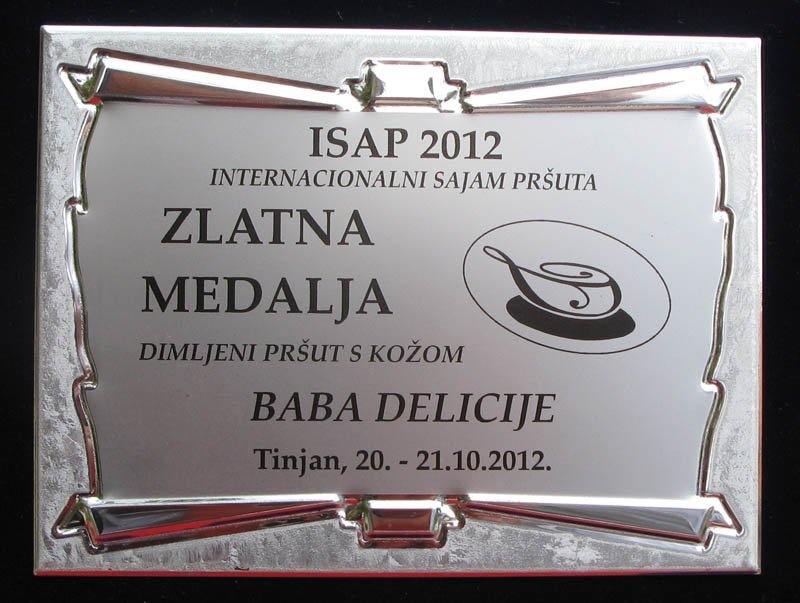 ISAP 2012
INTERNACIONALNI SAJAM PRŠUTA
ZLATNA
MEDALJA
DIMLJENI PRŠUT S KOŽOM
BABA DELICIJE
Tinjan, 20. - 21.10.2012.